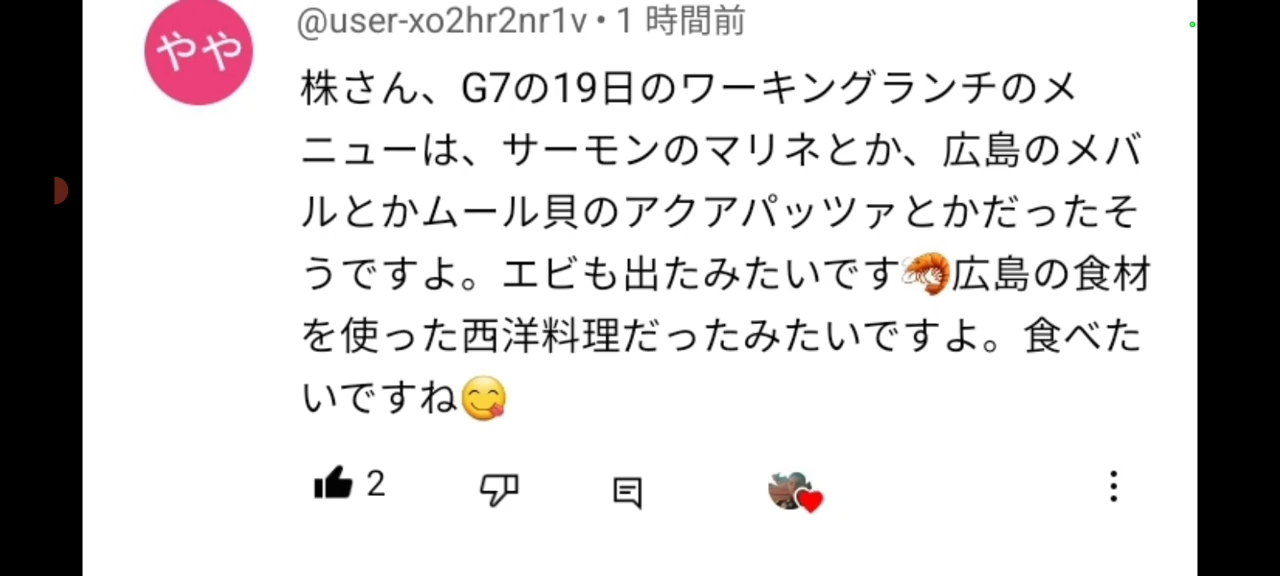 やや
@user-xo2hr2nr1v • 1 時間前
株さん、G7の19日のワーキングランチのメ
ニューは、サーモンのマリネとか、広島のメバ
ルとかムール貝のアクアパッツァとかだったそ
うですよ。エビも出たみたいです🦐広島の食材
を使った西洋料理だったみたいですよ。食べた
いですね😋
2